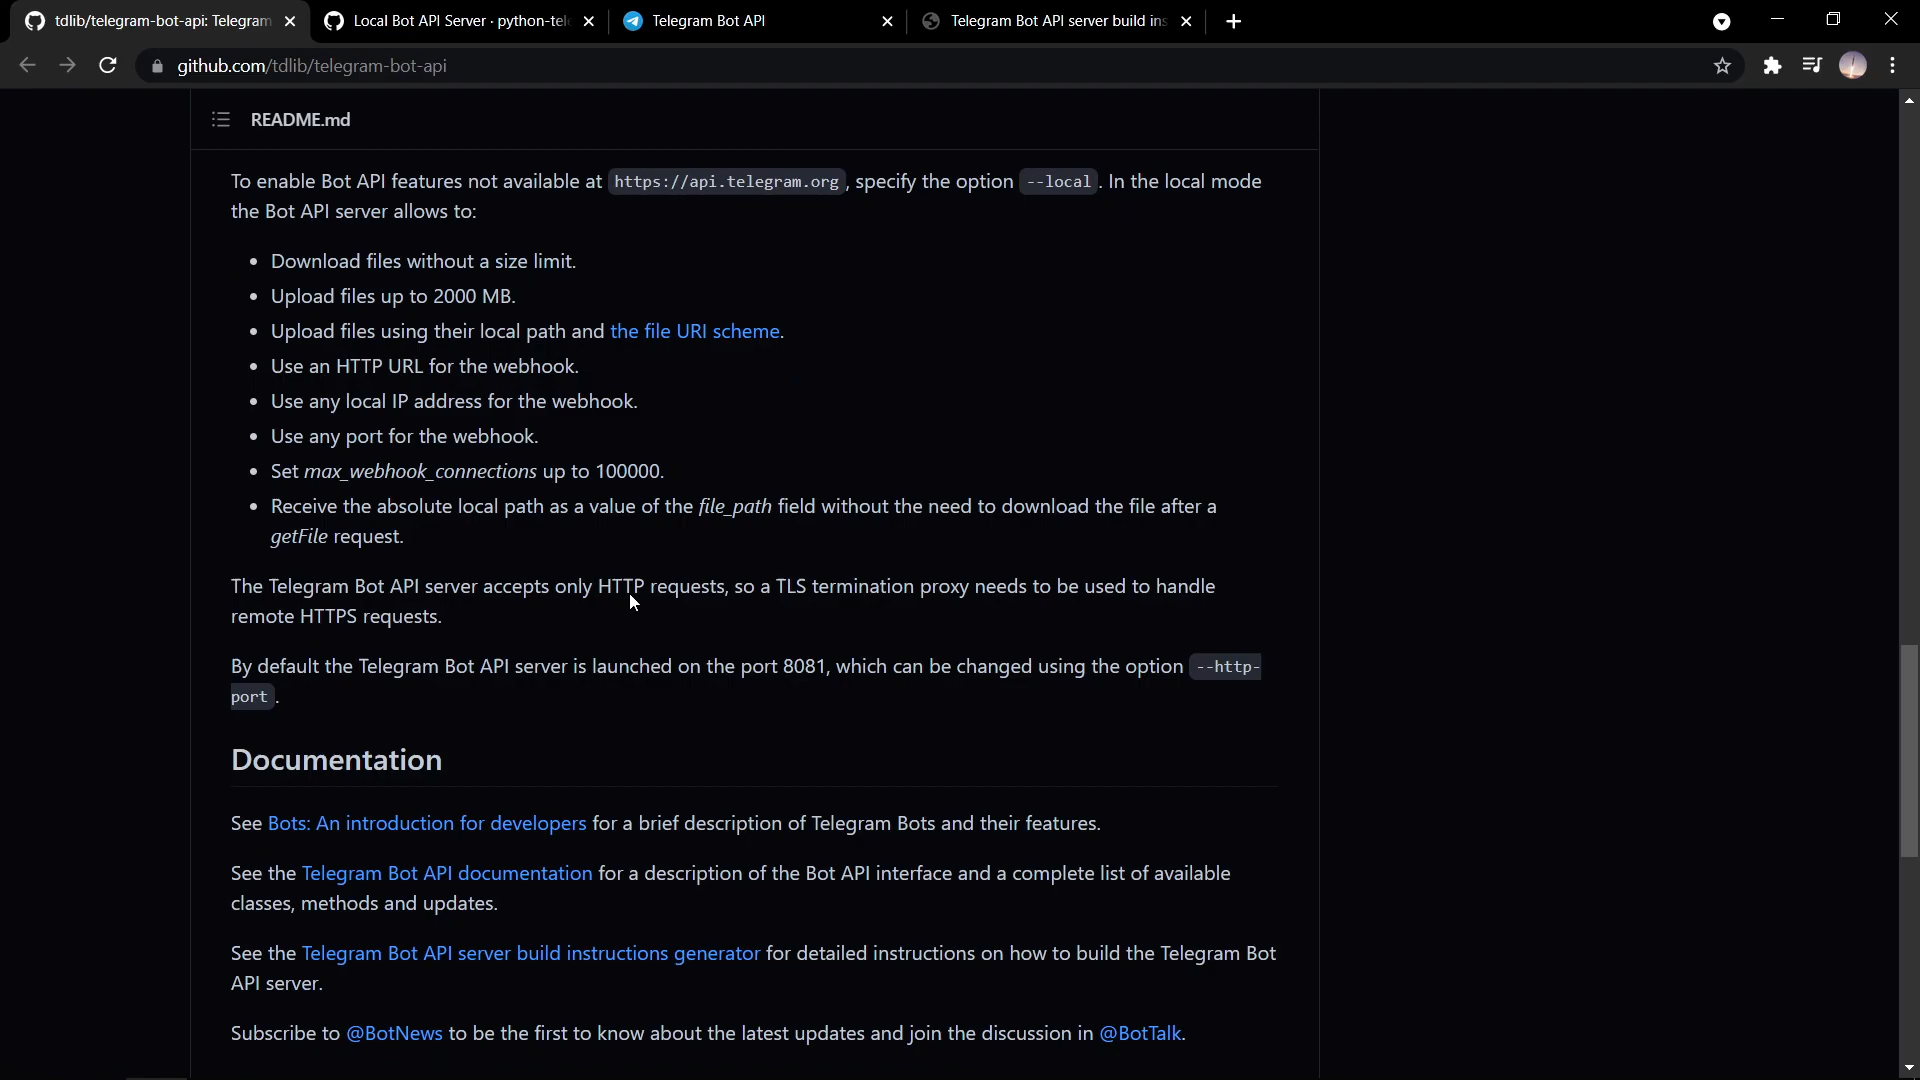 tdlib/telegram-bot-api: Telegram
Local Bot API Server · python-tel
Telegram Bot API
Telegram Bot API server build ins
github.com/tdlib/telegram-bot-api
README.md
To enable Bot API features not available at https://api.telegram.org, specify the option --local. In the local mode
the Bot API server allows to:
• Download files without a size limit.
• Upload files up to 2000 MB.
• Upload files using their local path and the file URI scheme.
• Use an HTTP URL for the webhook.
• Use any local IP address for the webhook.
• Use any port for the webhook.
• Set max_webhook_connections up to 100000.
• Receive the absolute local path as a value of the file_path field without the need to download the file after a
getFile request.
The Telegram Bot API server accepts only HTTP requests, so a TLS termination proxy needs to be used to handle
remote HTTPS requests.
By default the Telegram Bot API server is launched on the port 8081, which can be changed using the option --http-
port.
Documentation
See Bots: An introduction for developers for a brief description of Telegram Bots and their features.
See the Telegram Bot API documentation for a description of the Bot API interface and a complete list of available
classes, methods and updates.
See the Telegram Bot API server build instructions generator for detailed instructions on how to build the Telegram Bot
API server.
Subscribe to @BotNews to be the first to know about the latest updates and join the discussion in @BotTalk.